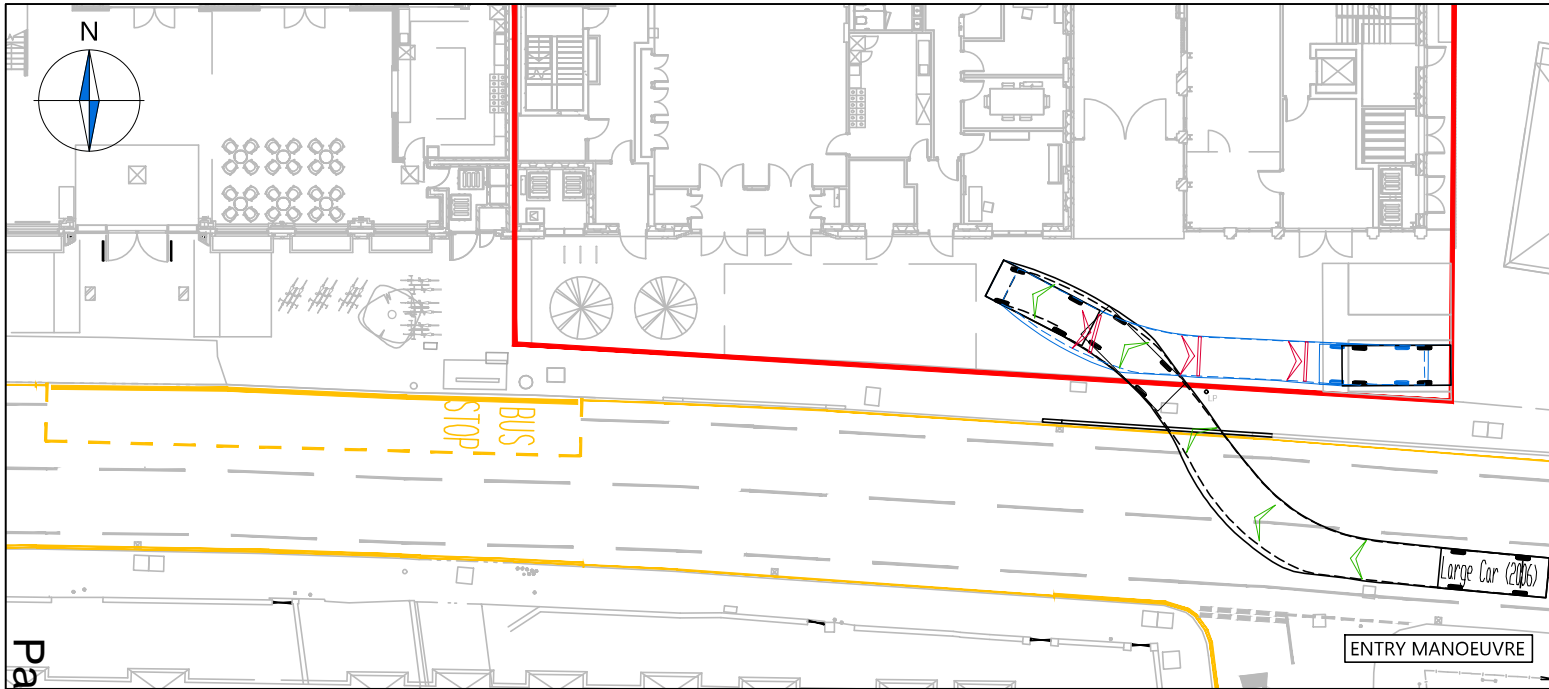 N
BUS
STOP
LP
Large Car (2006)
ENTRY MANOEUVRE
Pa